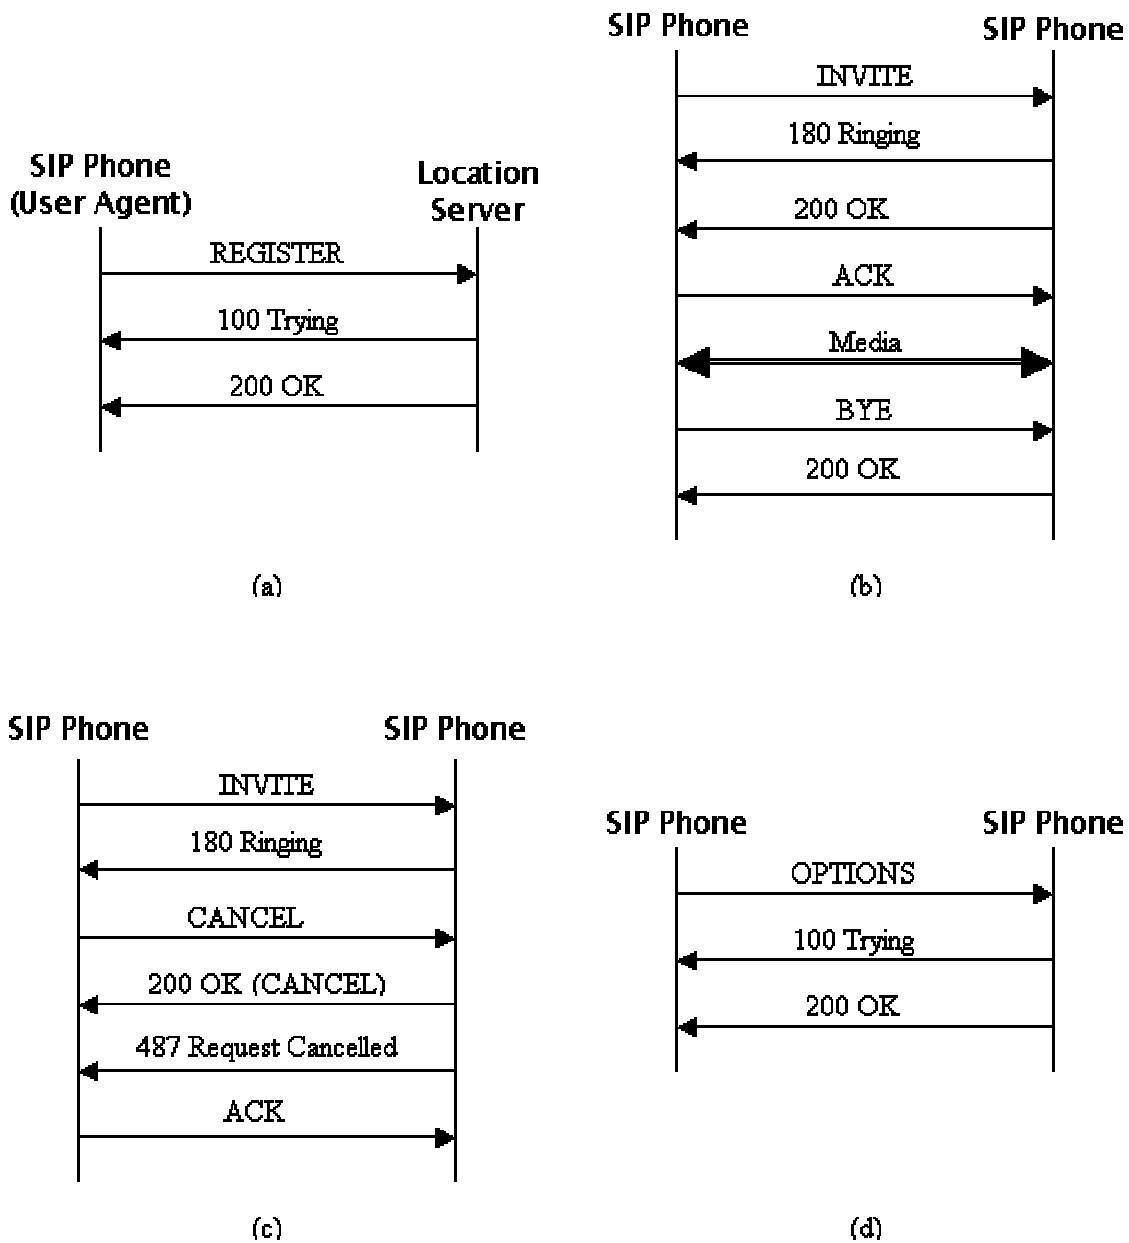 SIP Phone
(User Agent)
Location
Server
REGISTER
100 Trying
200 OK
(a)
SIP Phone
SIP Phone
INVITE
180 Ringing
200 OK
ACK
Media
BYE
200 OK
(b)
SIP Phone
SIP Phone
INVITE
180 Ringing
CANCEL
200 OK (CANCEL)
487 Request Cancelled
ACK
(c)
SIP Phone
SIP Phone
OPTIONS
100 Trying
200 OK
(d)